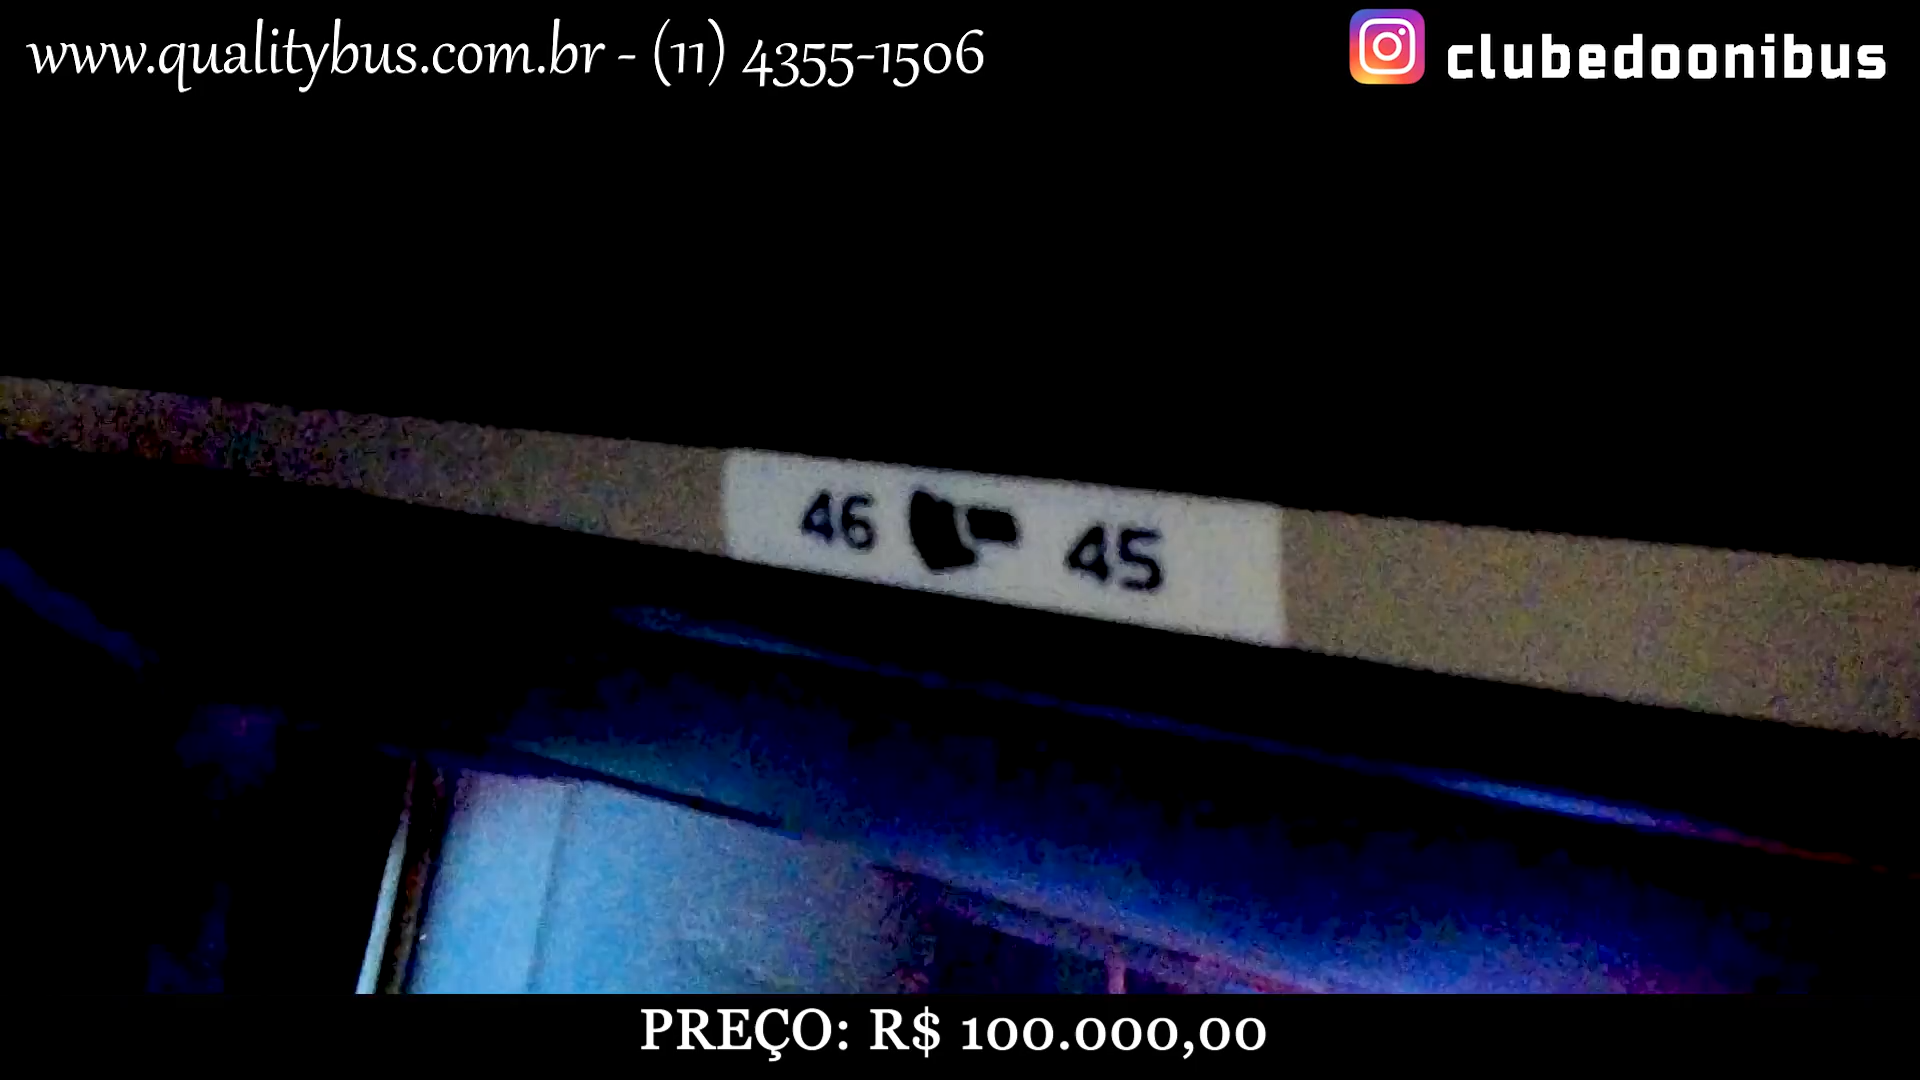 www.qualitybus.com.br - (11) 4355-1506
clubedoonibus
46 45
PREÇO: R$ 100.000,00